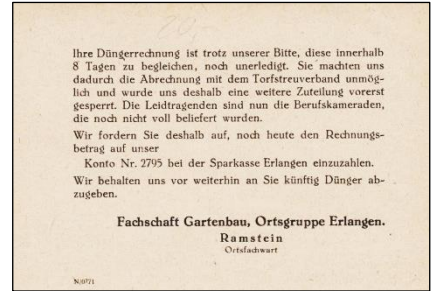 Ihre Düngerrechnung ist trotz unserer Bitte, diese innerhalb
8 Tagen zu begleichen, noch unerledigt. Sie machten uns
dadurch die Abrechnung mit dem Torfstreuverband unmög-
lich und wurde uns deshalb eine weitere Zuteilung vorerst
gesperrt. Die Leidtragenden sind nun die Berufskameraden,
die noch nicht voll beliefert wurden.
Wir fordern Sie deshalb auf, noch heute den Rechnungs-
betrag auf unser
Konto Nr. 2795 bei der Sparkasse Erlangen einzuzahlen.
Wir behalten uns vor weiterhin an Sie künftig Dünger ab-
zugeben.
Fachschaft Gartenbau, Ortsgruppe Erlangen.
Ramstein
Ortsfachwart
N/0771